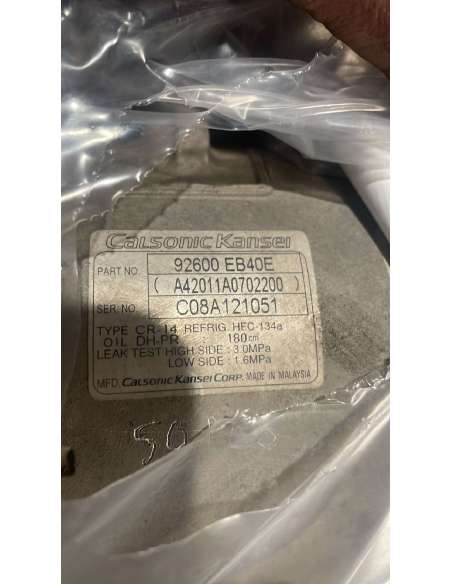 Calsonic Kansei
PART NO. 92600 EB40E
( A42011A0702200 )
SER. NO. C08A121051
TYPE CR-14 REFRIG. HFC-134a
OIL DH-PR 180cm
LEAK TEST HIGH SIDE : 3.0MPa
LOW SIDE : 1.6MPa
MFD. CALSONIC KANSEI CORP. MADE IN MALAYSIA